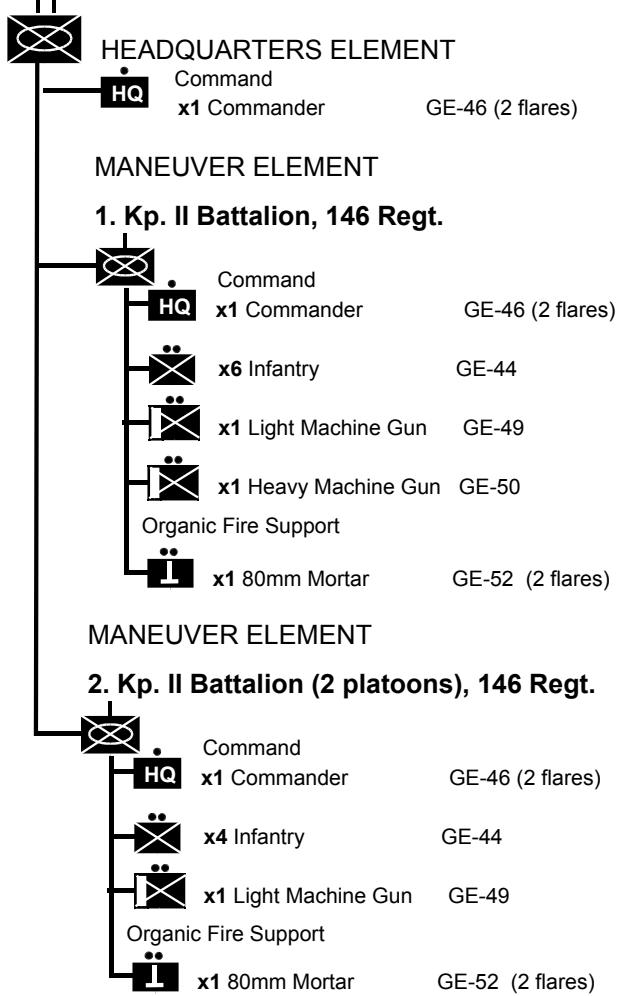 HEADQUARTERS ELEMENT
Command
HQ x1 Commander GE-46 (2 flares)
MANEUVER ELEMENT
1. Kp. II Battalion, 146 Regt.
Command
HQ x1 Commander GE-46 (2 flares)
x6 Infantry GE-44
x1 Light Machine Gun GE-49
x1 Heavy Machine Gun GE-50
Organic Fire Support
x1 80mm Mortar GE-52 (2 flares)
MANEUVER ELEMENT
2. Kp. II Battalion (2 platoons), 146 Regt.
Command
HQ x1 Commander GE-46 (2 flares)
x4 Infantry GE-44
x1 Light Machine Gun GE-49
Organic Fire Support
x1 80mm Mortar GE-52 (2 flares)